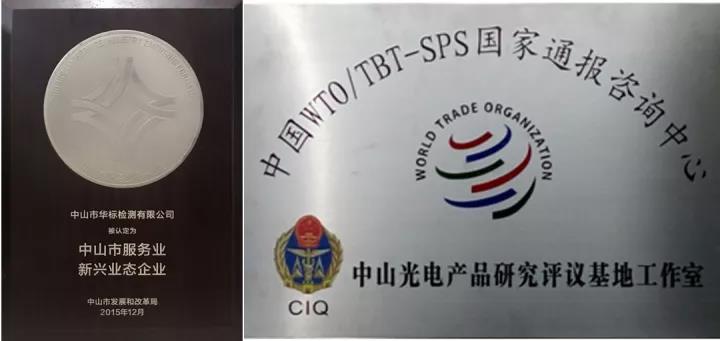 中山市华标检测有限公司
被认定为
中山市服务业
新兴业态企业
中山市发展和改革局
2015年12月
中国WTO/TBT-SPS国家通报咨询中心
WORLD TRADE ORGANIZATION
CIQ
中山光电产品研究评议基地工作室